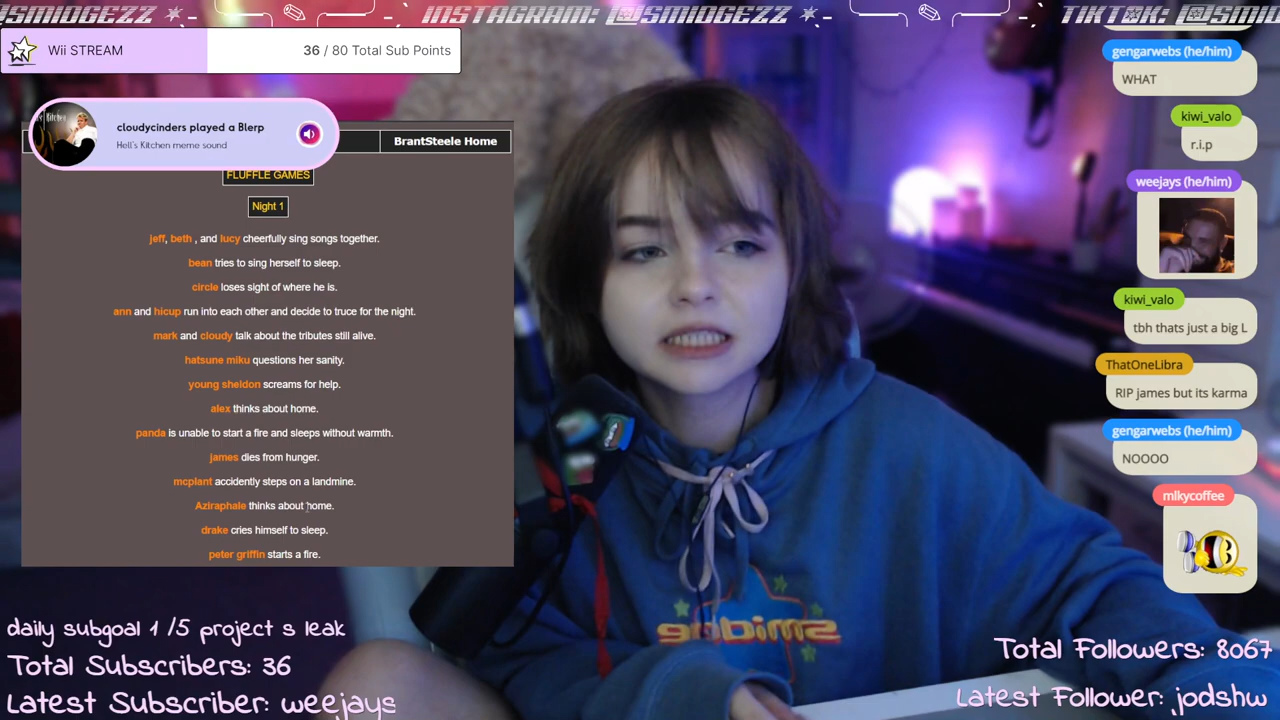 @SMIDGEZZ
INSTAGRAM: @SMIDGEZZ
TIKTOK: @SMID
Wii STREAM
36 / 80 Total Sub Points
cloudycinders played a Blerp
Hell's Kitchen meme sound
BrantSteele Home
FLUFFLE GAMES
Night 1
jeff, beth , and lucy cheerfully sing songs together.
bean tries to sing herself to sleep.
circle loses sight of where he is.
ann and hicup run into each other and decide to truce for the night.
mark and cloudy talk about the tributes still alive.
hatsune miku questions her sanity.
young sheldon screams for help.
alex thinks about home.
panda is unable to start a fire and sleeps without warmth.
james dies from hunger.
mcplant accidently steps on a landmine.
Aziraphale thinks about home.
drake cries himself to sleep.
peter griffin starts a fire.
gengarwebs (he/him)
WHAT
kiwi_valo
r.i.p
weejays (he/him)
kiwi_valo
tbh thats just a big L
ThatOneLibra
RIP james but its karma
gengarwebs (he/him)
NOOOO
mlkycoffee
smidge
daily subgoal 1 /5 project s leak
Total Subscribers: 36
Latest Subscriber: weejays
Total Followers: 8067
Latest Follower: jodshw